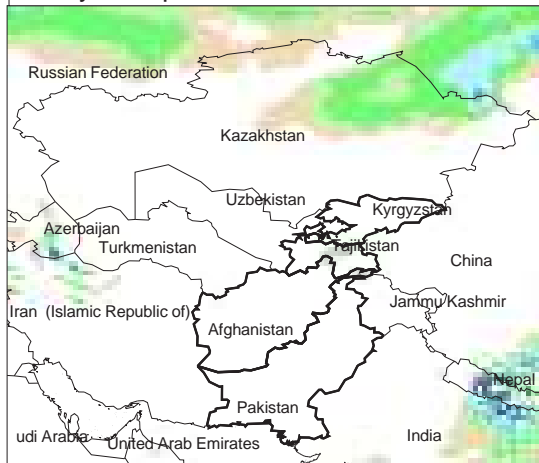 Russian Federation
Kazakhstan
Uzbekistan
Kyrgyzstan
Azerbaijan
Turkmenistan
Tajikistan
China
Iran (Islamic Republic of)
Jammu Kashmir
Afghanistan
Nepal
Pakistan
udi Arabia
United Arab Emirates
India